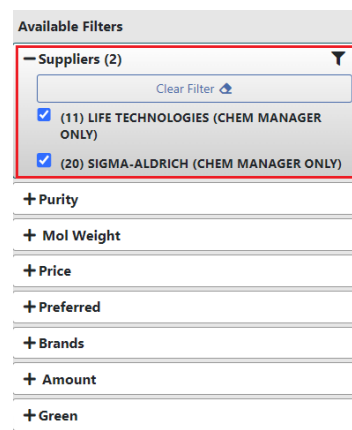 Available Filters
Suppliers (2)
Clear Filter
(11) LIFE TECHNOLOGIES (CHEM MANAGER
ONLY)
(20) SIGMA-ALDRICH (CHEM MANAGER ONLY)
Purity
Mol Weight
Price
Preferred
Brands
Amount
Green